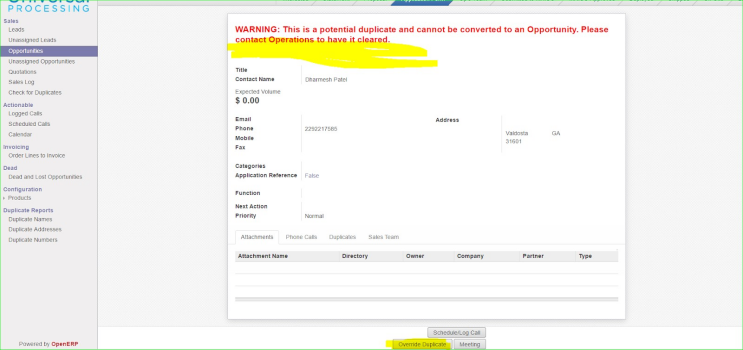 PROCESSING
Sales
Leads
Unassigned Leads
Opportunities
Unassigned Opportunities
Quotations
Sales Log
Check for Duplicates
Actionable
Logged Calls
Scheduled Calls
Calendar
Invoicing
Order Lines to Invoice
Dead
Dead and Lost Opportunities
Configuration
Products
Duplicate Reports
Duplicate Names
Duplicate Addresses
Duplicate Numbers
Powered by OpenERP
WARNING: This is a potential duplicate and cannot be converted to an Opportunity. Please
contact Operations to have it cleared.
Title
Contact Name Dharmesh Patel
Expected Volume
$ 0.00
Email Address
Phone 2292217565
Mobile Valdosta GA
Fax 31601
Categories
Application Reference False
Function
Next Action
Priority Normal
Attachments Phone Calls Duplicates Sales Team
Attachment Name Directory Owner Company Partner Type
Schedule/Log Call
Override Duplicate Meeting